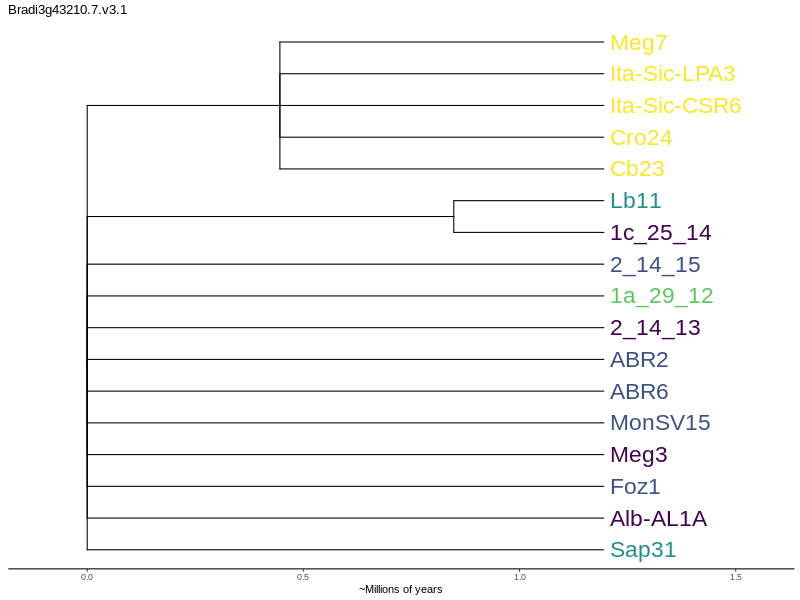 Bradi3g43210.7.v3.1
Meg7
Ita-Sic-LPA3
Ita-Sic-CSR6
Cro24
Cb23
Lb11
1c_25_14
2_14_15
1a_29_12
2_14_13
ABR2
ABR6
MonSV15
Meg3
Foz1
Alb-AL1A
Sap31
0.0 0.5 1.0 1.5
~Millions of years